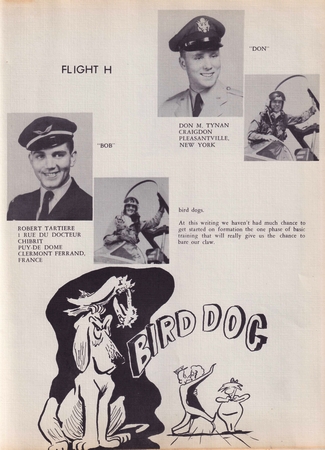 FLIGHT H
"DON"
DON M. TYNAN
CRAIGDON
PLEASANTVILLE,
NEW YORK
"BOB"
ROBERT TARTIERE
1 RUE DU DOCTEUR
CHIBRIT
PUY-DE DOME
CLERMONT FERRAND,
FRANCE
bird dogs.
At this writing we haven't had much chance to
get started on formation the one phase of basic
training that will really give us the chance to
bare our claw.
BIRD DOG